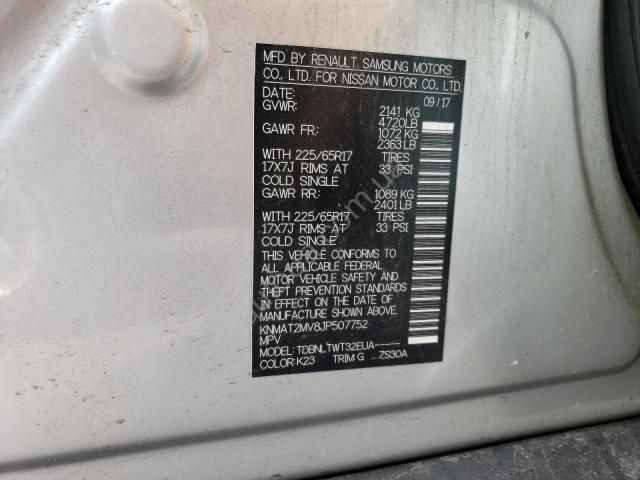 MFD BY RENAULT SAMSUNG MOTORS
CO., LTD. FOR NISSAN MOTOR CO., LTD.
DATE: 09/17
GVWR: 2141 KG
4720LB
GAWR FR: 1072 KG
2363LB
WITH 225/65R17 TIRES
17X7J RIMS AT 33 PSI
COLD SINGLE
GAWR RR: 1089 KG
2401LB
WITH 225/65R17 TIRES
17X7J RIMS AT 33 PSI
COLD SINGLE
THIS VEHICLE CONFORMS TO
ALL APPLICABLE FEDERAL
MOTOR VEHICLE SAFETY AND
THEFT PREVENTION STANDARDS
IN EFFECT ON THE DATE OF
MANUFACTURE SHOWN ABOVE.
KNMAT2MV8JP507752
MPV
MODEL: TDBNLTWT32EUA------
COLOR:K23 TRIM:G ZS30A